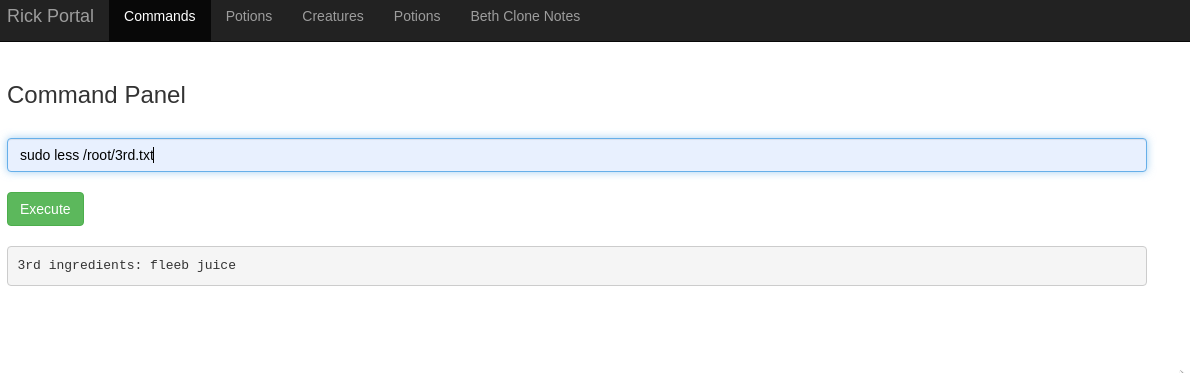 Rick Portal Commands Potions Creatures Potions Beth Clone Notes
Command Panel
sudo less /root/3rd.txt
Execute
3rd ingredients: fleeb juice